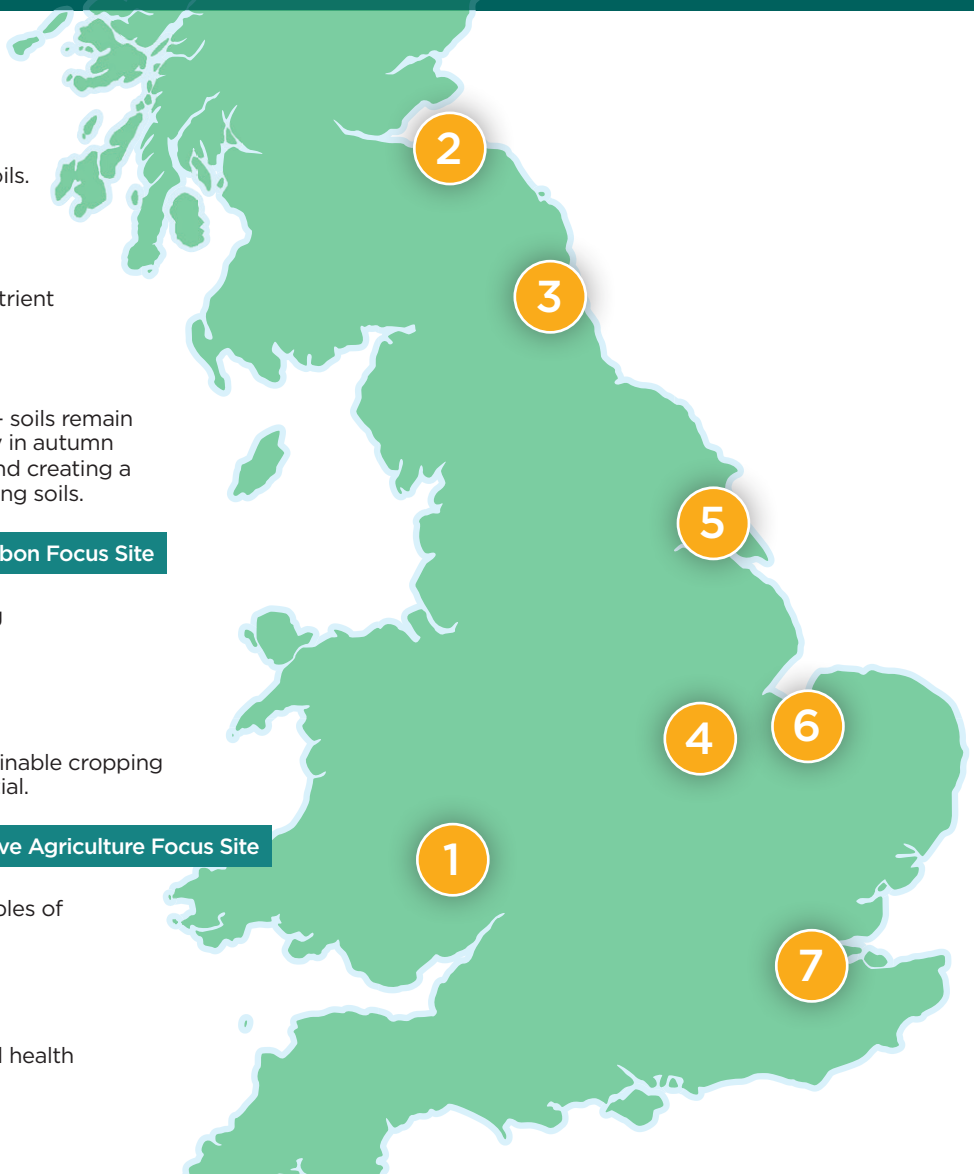 oils.
trient
- soils remain
in autumn
nd creating a
ng soils.
bon Focus Site
inable cropping
ial.
ve Agriculture Focus Site
ples of
health
2
3
5
4
6
1
7